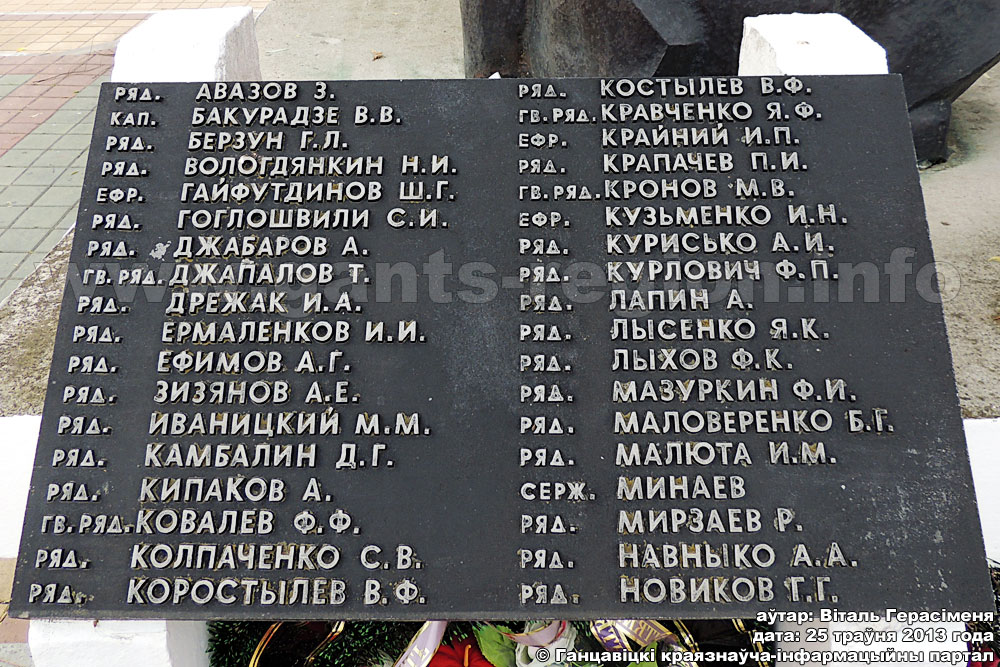 РЯД. АВАЗОВ З.
КАП. БАКУРАДЗЕ В.В.
РЯД. БЕРЗУН Г.Л.
РЯД. ВОЛОГДЯНКИН Н.И.
ЕФР. ГАЙФУТДИНОВ Ш.Г.
РЯД. ГОГЛОШВИЛИ С.И.
РЯД. ДЖАБАРОВ А.
ГВ.РЯД. ДЖАПАЛОВ Т.
РЯД. ДРЕЖАК И.А.
РЯД. ЕРМАЛЕНКОВ И.И.
РЯД. ЕФИМОВ А.Г.
РЯД. ЗИЗЯНОВ А.Е.
РЯД. ИВАНИЦКИЙ М.М.
РЯД. КАМБАЛИН Д.Г.
РЯД. КИПАКОВ А.
ГВ.РЯД. КОВАЛЕВ Ф.Ф.
РЯД. КОЛПАЧЕНКО С.В.
РЯД. КОРОСТЫЛЕВ В.Ф.
РЯД. КОСТЫЛЕВ В.Ф.
ГВ.РЯД. КРАВЧЕНКО Я.Ф.
ЕФР. КРАЙНИЙ И.П.
РЯД. КРАПАЧЕВ П.И.
ГВ.РЯД. КРОНОВ М.В.
ЕФР. КУЗЬМЕНКО И.Н.
РЯД. КУРИСЬКО А.И.
РЯД. КУРЛОВИЧ Ф.П.
РЯД. ЛАПИН А.
РЯД. ЛЫСЕНКО Я.К.
РЯД. ЛЫХОВ Ф.К.
РЯД. МАЗУРКИН Ф.И.
РЯД. МАЛОВЕРЕНКО Б.Г.
РЯД. МАЛЮТА И.М.
СЕРЖ. МИНАЕВ
РЯД. МИРЗАЕВ Р.
РЯД. НАВНЫКО А.А.
РЯД. НОВИКОВ Т.Г.
аўтар: Віталь Герасіменя
дата: 25 траўня 2013 года
© Ганцавіцкі краязнаўча-інфармацыйны партал